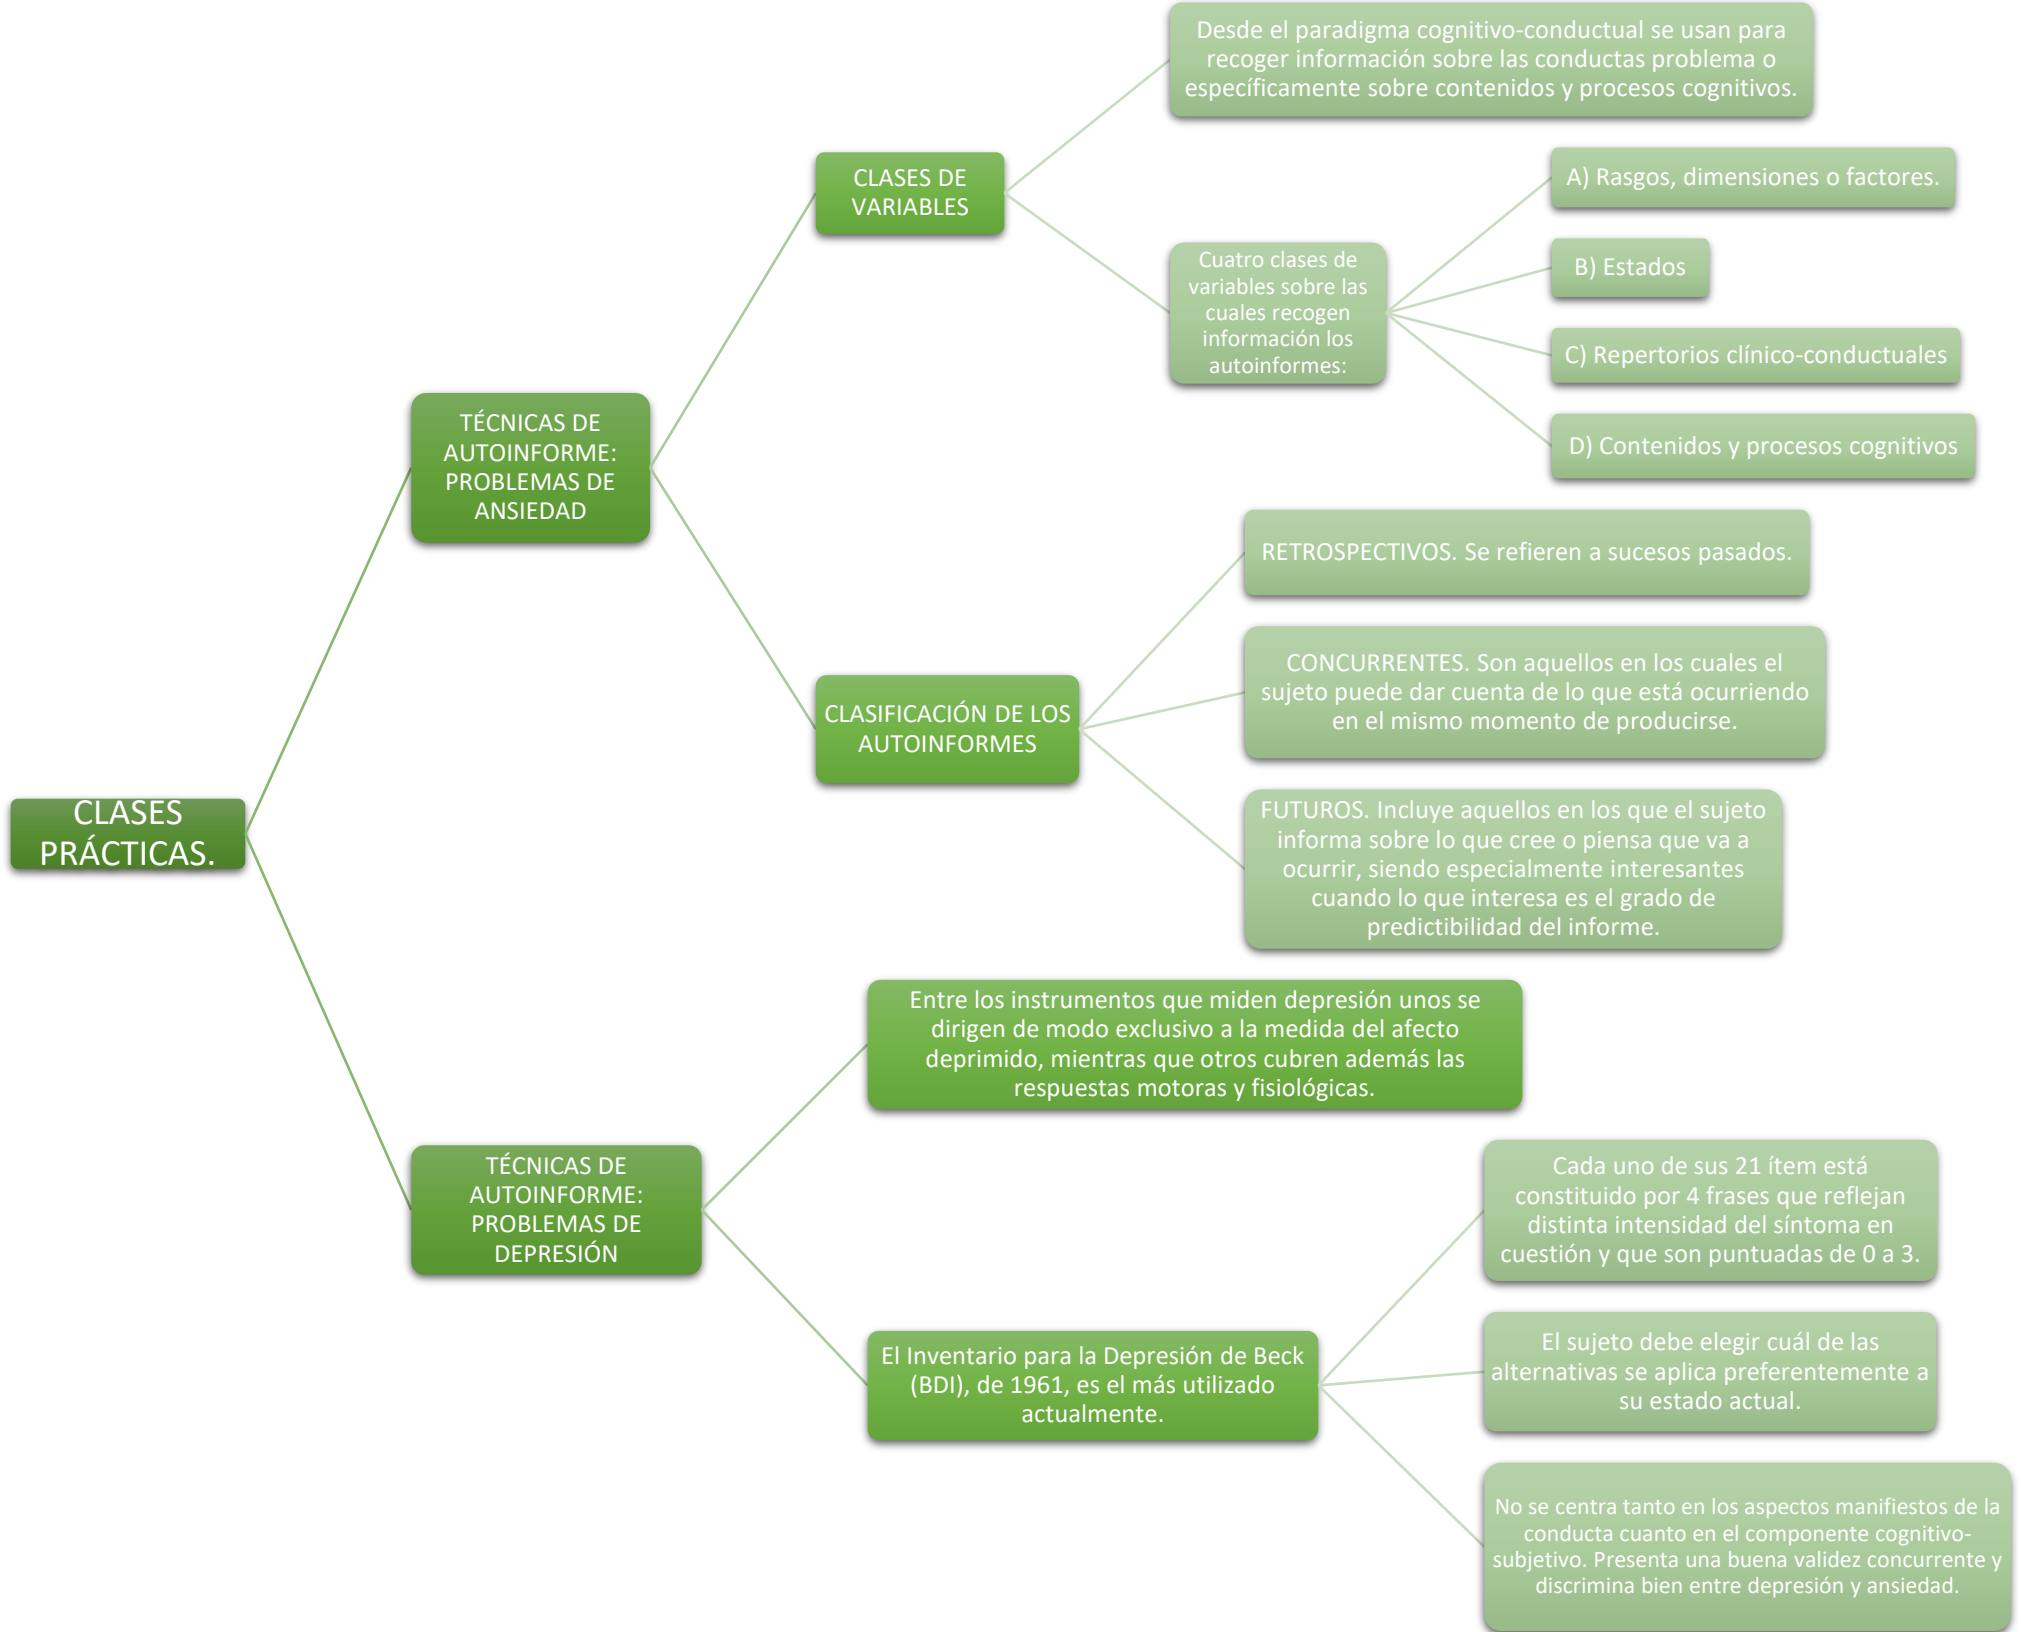 CLASES
PRÁCTICAS.
TÉCNICAS DE
AUTOINFORME:
PROBLEMAS DE
ANSIEDAD
CLASES DE
VARIABLES
Desde el paradigma cognitivo-conductual se usan para
recoger información sobre las conductas problema o
específicamente sobre contenidos y procesos cognitivos.
Cuatro clases de
variables sobre las
cuales recogen
información los
autoinformes:
A) Rasgos, dimensiones o factores.
B) Estados
C) Repertorios clínico-conductuales
D) Contenidos y procesos cognitivos
CLASIFICACIÓN DE LOS
AUTOINFORMES
RETROSPECTIVOS. Se refieren a sucesos pasados.
CONCURRENTES. Son aquellos en los cuales el
sujeto puede dar cuenta de lo que está ocurriendo
en el mismo momento de producirse.
FUTUROS. Incluye aquellos en los que el sujeto
informa sobre lo que cree o piensa que va a
ocurrir, siendo especialmente interesantes
cuando lo que interesa es el grado de
predictibilidad del informe.
TÉCNICAS DE
AUTOINFORME:
PROBLEMAS DE
DEPRESIÓN
Entre los instrumentos que miden depresión unos se
dirigen de modo exclusivo a la medida del afecto
deprimido, mientras que otros cubren además las
respuestas motoras y fisiológicas.
El Inventario para la Depresión de Beck
(BDI), de 1961, es el más utilizado
actualmente.
Cada uno de sus 21 ítem está
constituido por 4 frases que reflejan
distinta intensidad del síntoma en
cuestión y que son puntuadas de 0 a 3.
El sujeto debe elegir cuál de las
alternativas se aplica preferentemente a
su estado actual.
No se centra tanto en los aspectos manifiestos de la
conducta cuanto en el componente cognitivo-
subjetivo. Presenta una buena validez concurrente y
discrimina bien entre depresión y ansiedad.